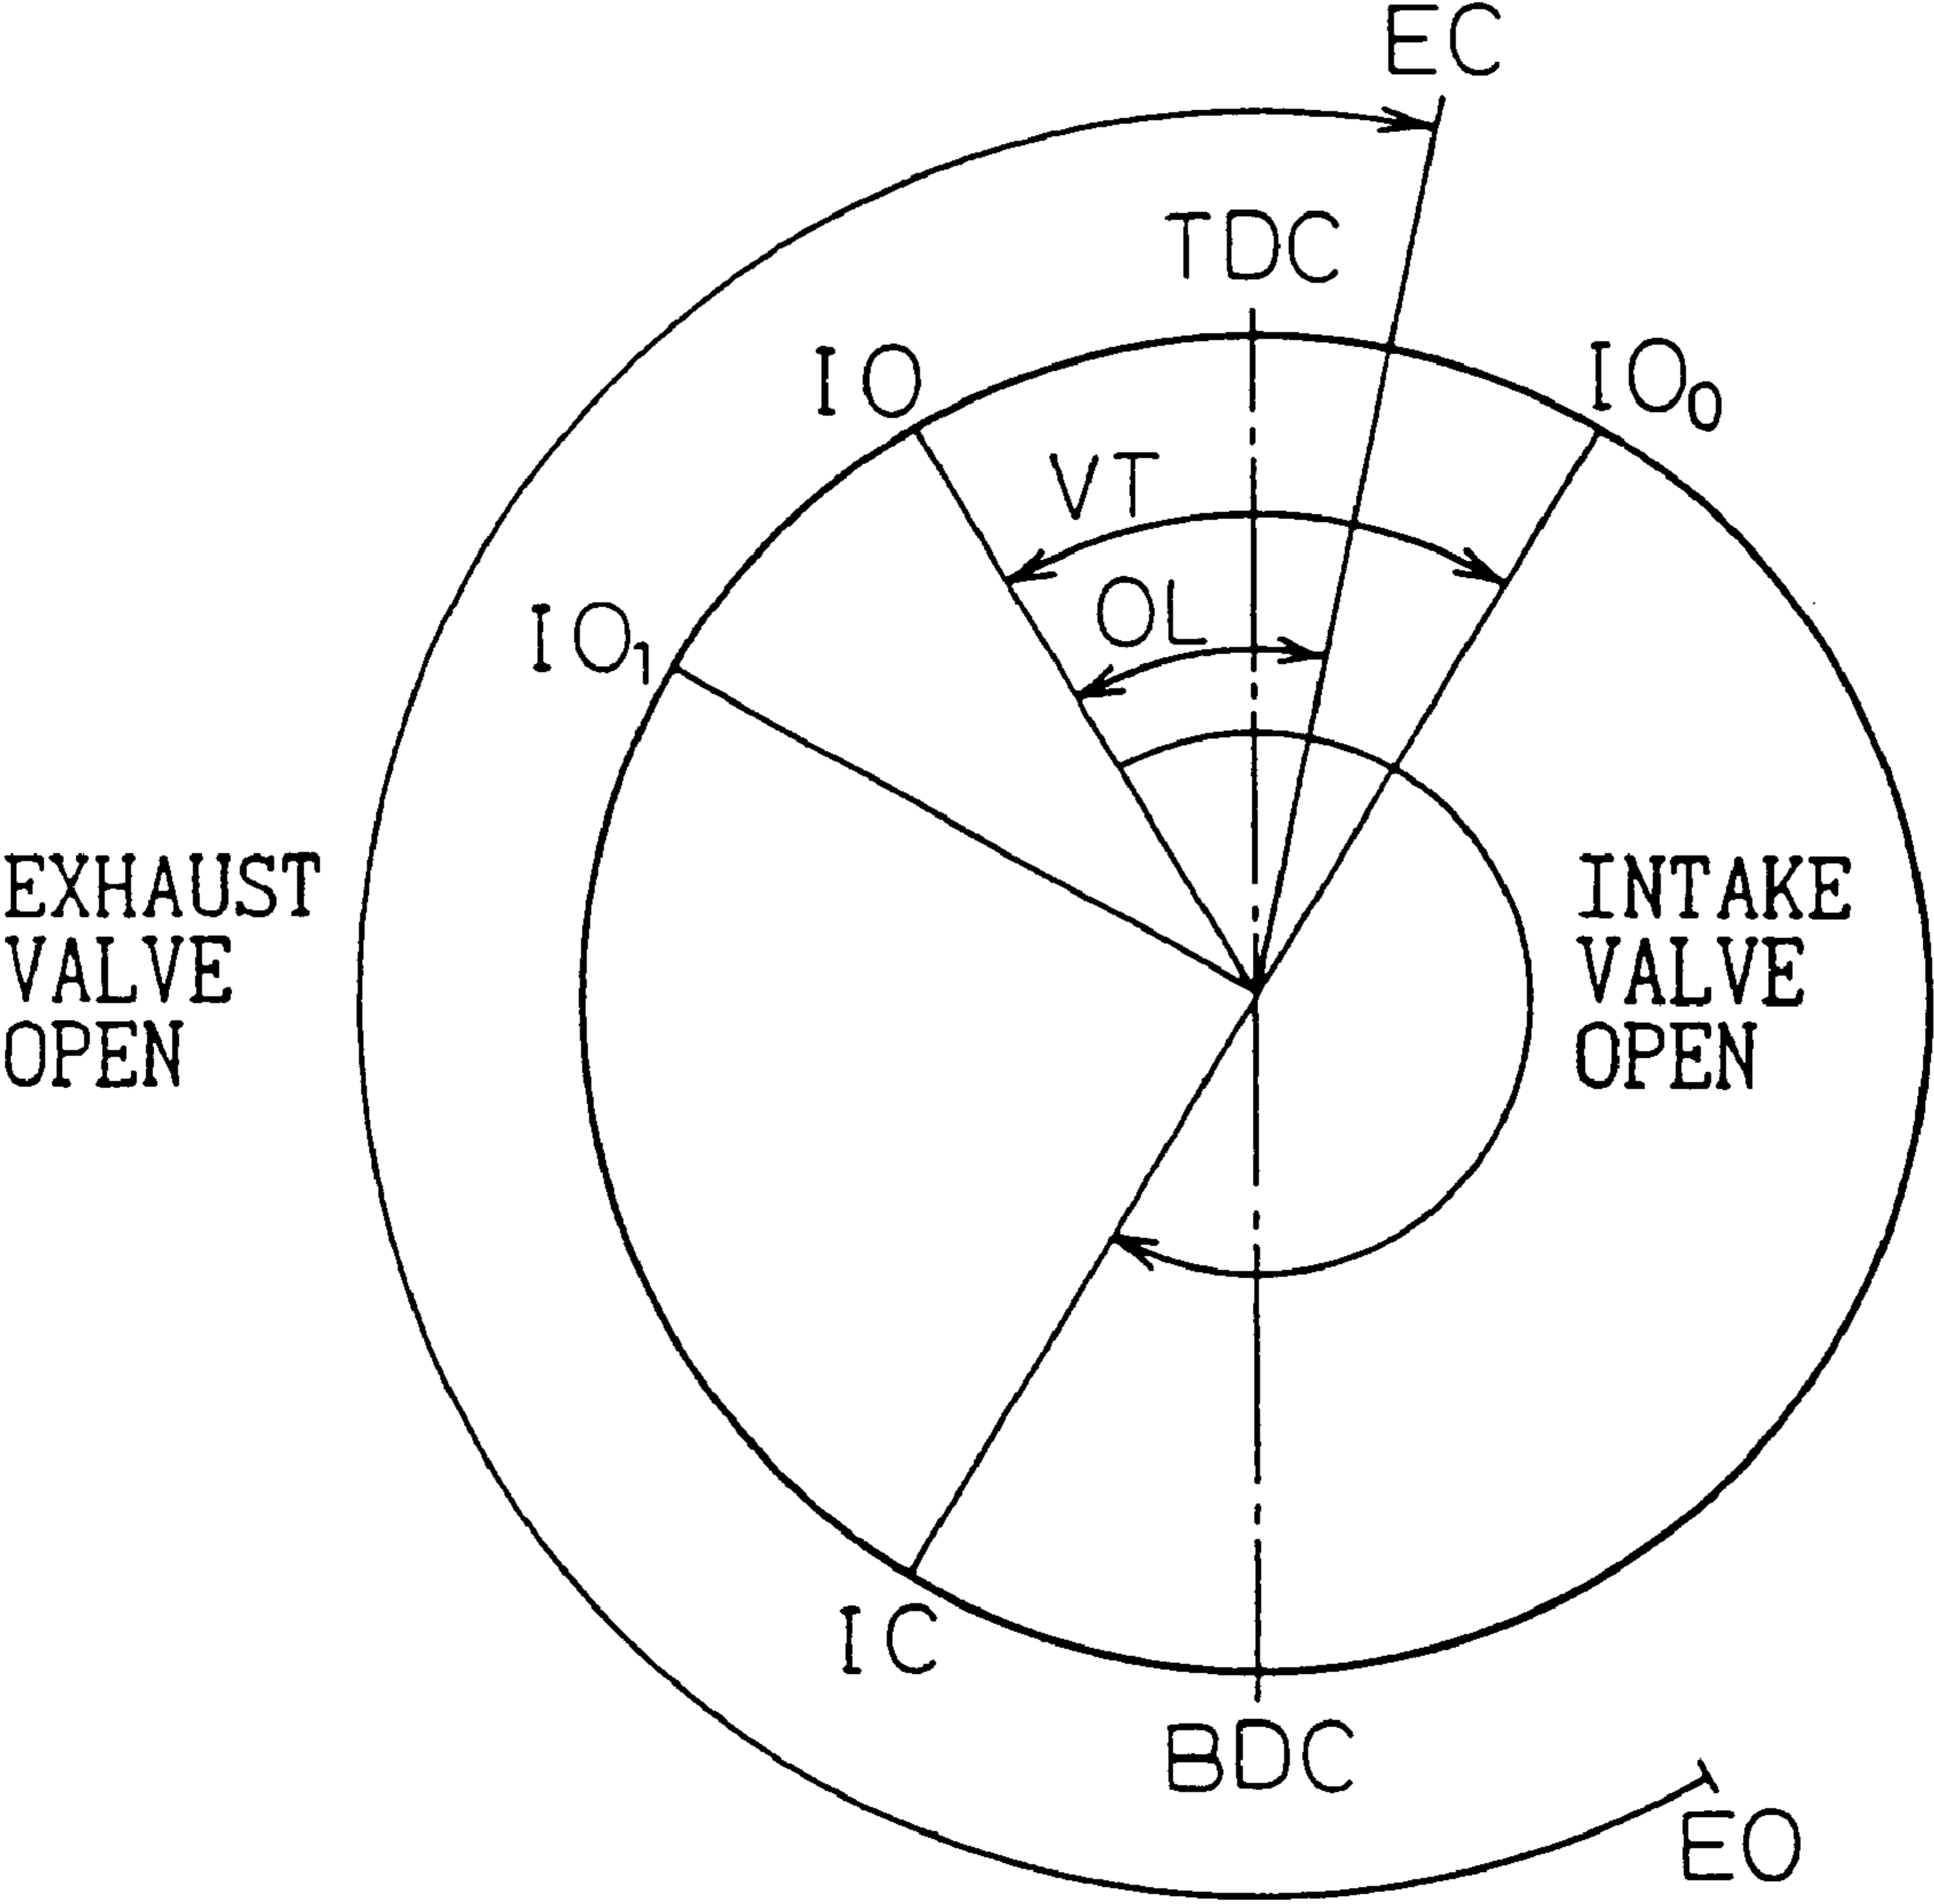 EC
TDC
IO
IO₀
VT
OL
IO₁
EXHAUST
VALVE
OPEN
INTAKE
VALVE
OPEN
IC
BDC
EO